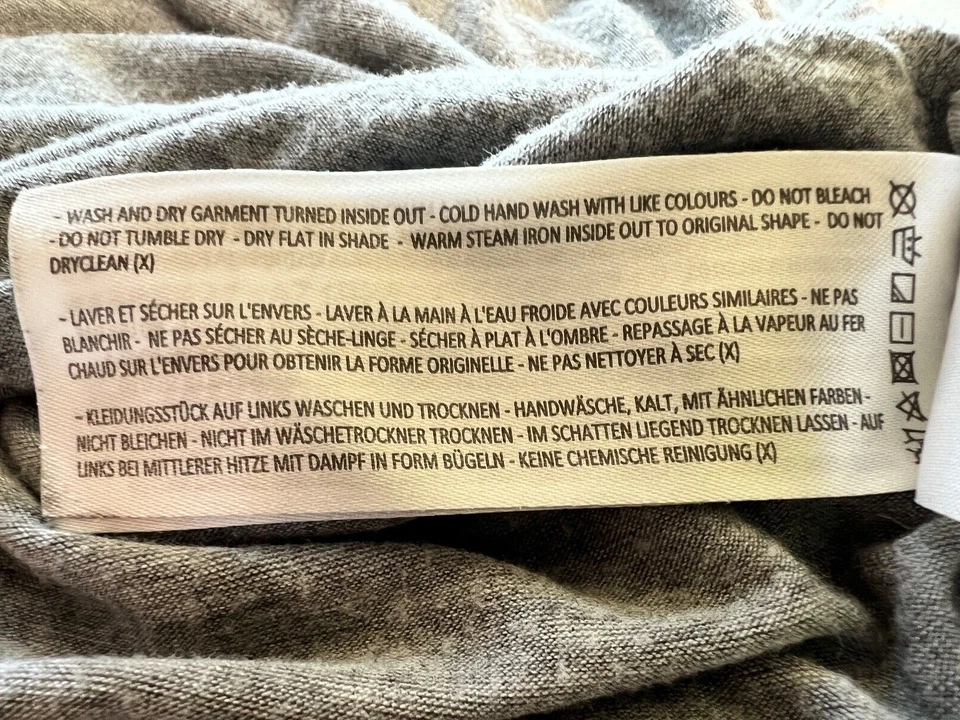 - WASH AND DRY GARMENT TURNED INSIDE OUT - COLD HAND WASH WITH LIKE COLOURS - DO NOT BLEACH
- DO NOT TUMBLE DRY - DRY FLAT IN SHADE - WARM STEAM IRON INSIDE OUT TO ORIGINAL SHAPE - DO NOT
DRYCLEAN (X)
- LAVER ET SÉCHER SUR L'ENVERS - LAVER À LA MAIN À L'EAU FROIDE AVEC COULEURS SIMILAIRES - NE PAS
BLANCHIR - NE PAS SÉCHER AU SÈCHE-LINGE - SÉCHER À PLAT À L'OMBRE - REPASSAGE À LA VAPEUR AU FER
CHAUD SUR L'ENVERS POUR OBTENIR LA FORME ORIGINELLE - NE PAS NETTOYER À SEC (X)
- KLEIDUNGSSTÜCK AUF LINKS WASCHEN UND TROCKNEN - HANDWÄSCHE, KALT, MIT ÄHNLICHEN FARBEN -
NICHT BLEICHEN - NICHT IM WÄSCHETROCKNER TROCKNEN - IM SCHATTEN LIEGEND TROCKNEN LASSEN - AUF
LINKS BEI MITTLERER HITZE MIT DAMPF IN FORM BÜGELN - KEINE CHEMISCHE REINIGUNG (X)